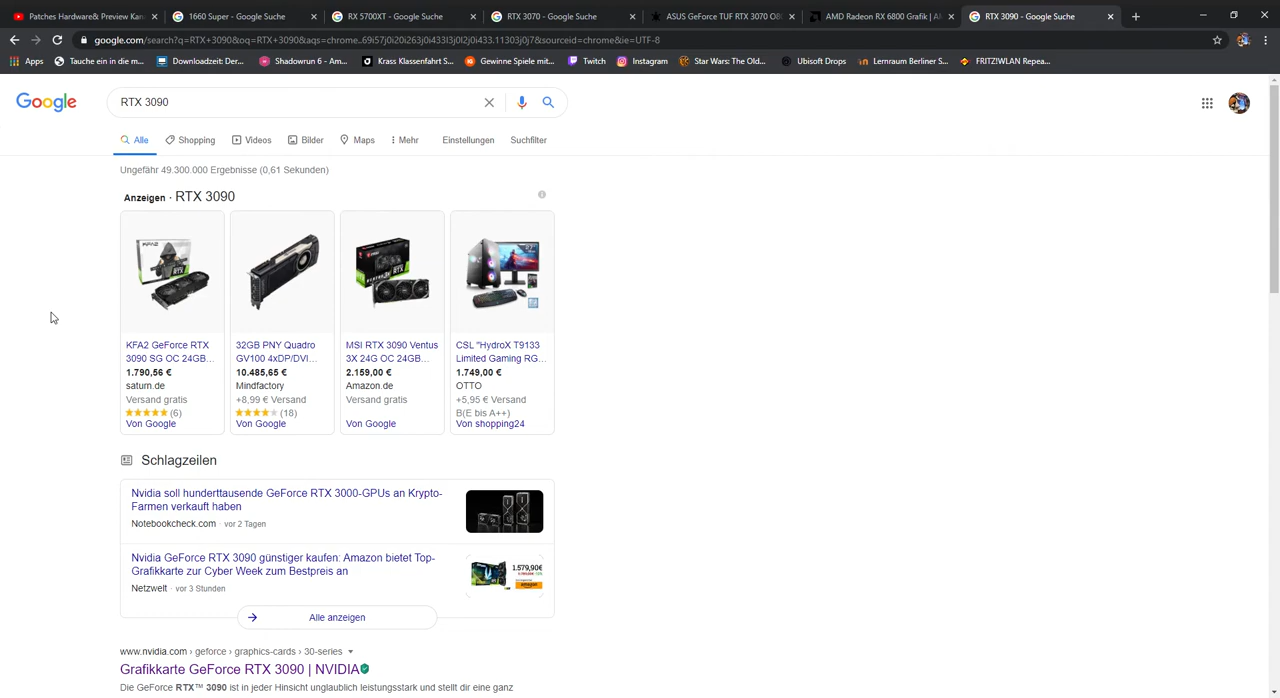 Patches Hardware& Preview Kan
1660 Super - Google Suche
RX 5700XT - Google Suche
RTX 3070 - Google Suche
ASUS GeForce TUF RTX 3070 O8
AMD Radeon RX 6800 Grafik | A
RTX 3090 - Google Suche
google.com/search?q=RTX+3090&oq=RTX+3090&aqs=chrome..69i57j0i20i263j0i433l3j0l2j0i433.11303j0j7&sourceid=chrome&ie=UTF-8
Apps
Tauche ein in die m...
Downloadzeit: Der...
Shadowrun 6 - Am...
Krass Klassenfahrt S...
Gewinne Spiele mit...
Twitch
Instagram
Star Wars: The Old...
Ubisoft Drops
Lernraum Berliner S...
FRITZ!WLAN Repea...
Google
RTX 3090
Alle
Shopping
Videos
Bilder
Maps
Mehr
Einstellungen
Suchfilter
Ungefähr 49.300.000 Ergebnisse (0,61 Sekunden)
Anzeigen · RTX 3090
KFA2 GeForce RTX
3090 SG OC 24GB...
1.790,56 €
saturn.de
Versand gratis
(6)
Von Google
32GB PNY Quadro
GV100 4xDP/DVI...
10.485,65 €
Mindfactory
+8,99 € Versand
(18)
Von Google
MSI RTX 3090 Ventus
3X 24G OC 24GB...
2.159,00 €
Amazon.de
Versand gratis
Von Google
CSL "HydroX T9133
Limited Gaming RG...
1.749,00 €
OTTO
+5,95 € Versand
B(E bis A++)
Von shopping24
Schlagzeilen
Nvidia soll hunderttausende GeForce RTX 3000-GPUs an Krypto-
Farmen verkauft haben
Notebookcheck.com · vor 2 Tagen
Nvidia GeForce RTX 3090 günstiger kaufen: Amazon bietet Top-
Grafikkarte zur Cyber Week zum Bestpreis an
Netzwelt · vor 3 Stunden
1.579,90€
Alle anzeigen
www.nvidia.com › geforce › graphics-cards › 30-series
Grafikkarte GeForce RTX 3090 | NVIDIA
Die GeForce RTX™ 3090 ist in jeder Hinsicht unglaublich leistungsstark und stellt dir eine ganz